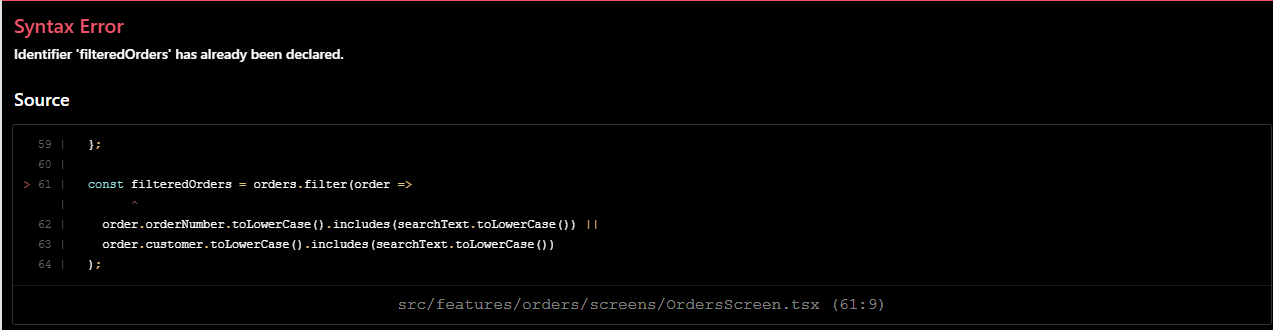 Syntax Error
Identifier 'filteredOrders' has already been declared.
Source
59 |   };
60 |
> 61 |   const filteredOrders = orders.filter(order =>
|         ^
62 |     order.orderNumber.toLowerCase().includes(searchText.toLowerCase()) ||
63 |     order.customer.toLowerCase().includes(searchText.toLowerCase())
64 |   );
src/features/orders/screens/OrdersScreen.tsx (61:9)